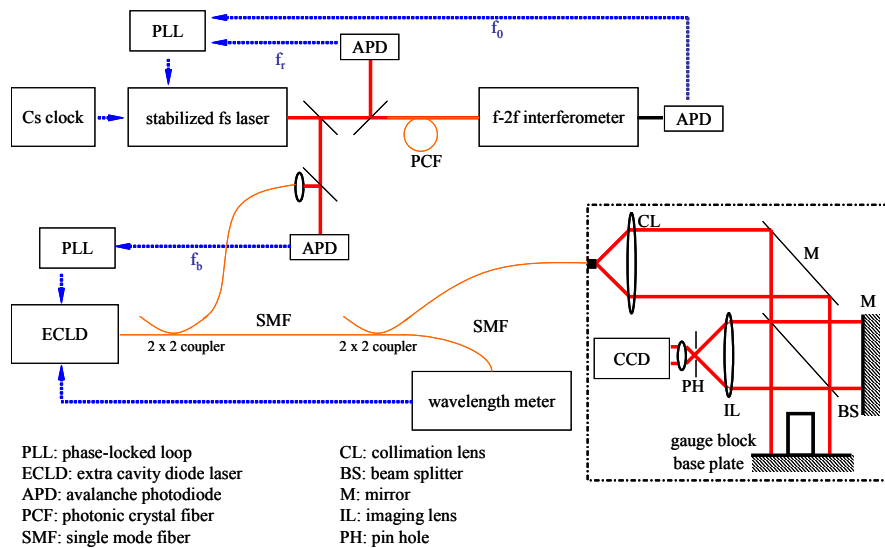 PLL
f0
APD
fr
Cs clock
stabilized fs laser
f-2f interferometer
APD
PCF
CL
PLL
fb
APD
M
M
ECLD
SMF
SMF
2 x 2 coupler
2 x 2 coupler
CCD
PH
IL
BS
wavelength meter
gauge block
base plate
PLL: phase-locked loop
ECLD: extra cavity diode laser
APD: avalanche photodiode
PCF: photonic crystal fiber
SMF: single mode fiber
CL: collimation lens
BS: beam splitter
M: mirror
IL: imaging lens
PH: pin hole